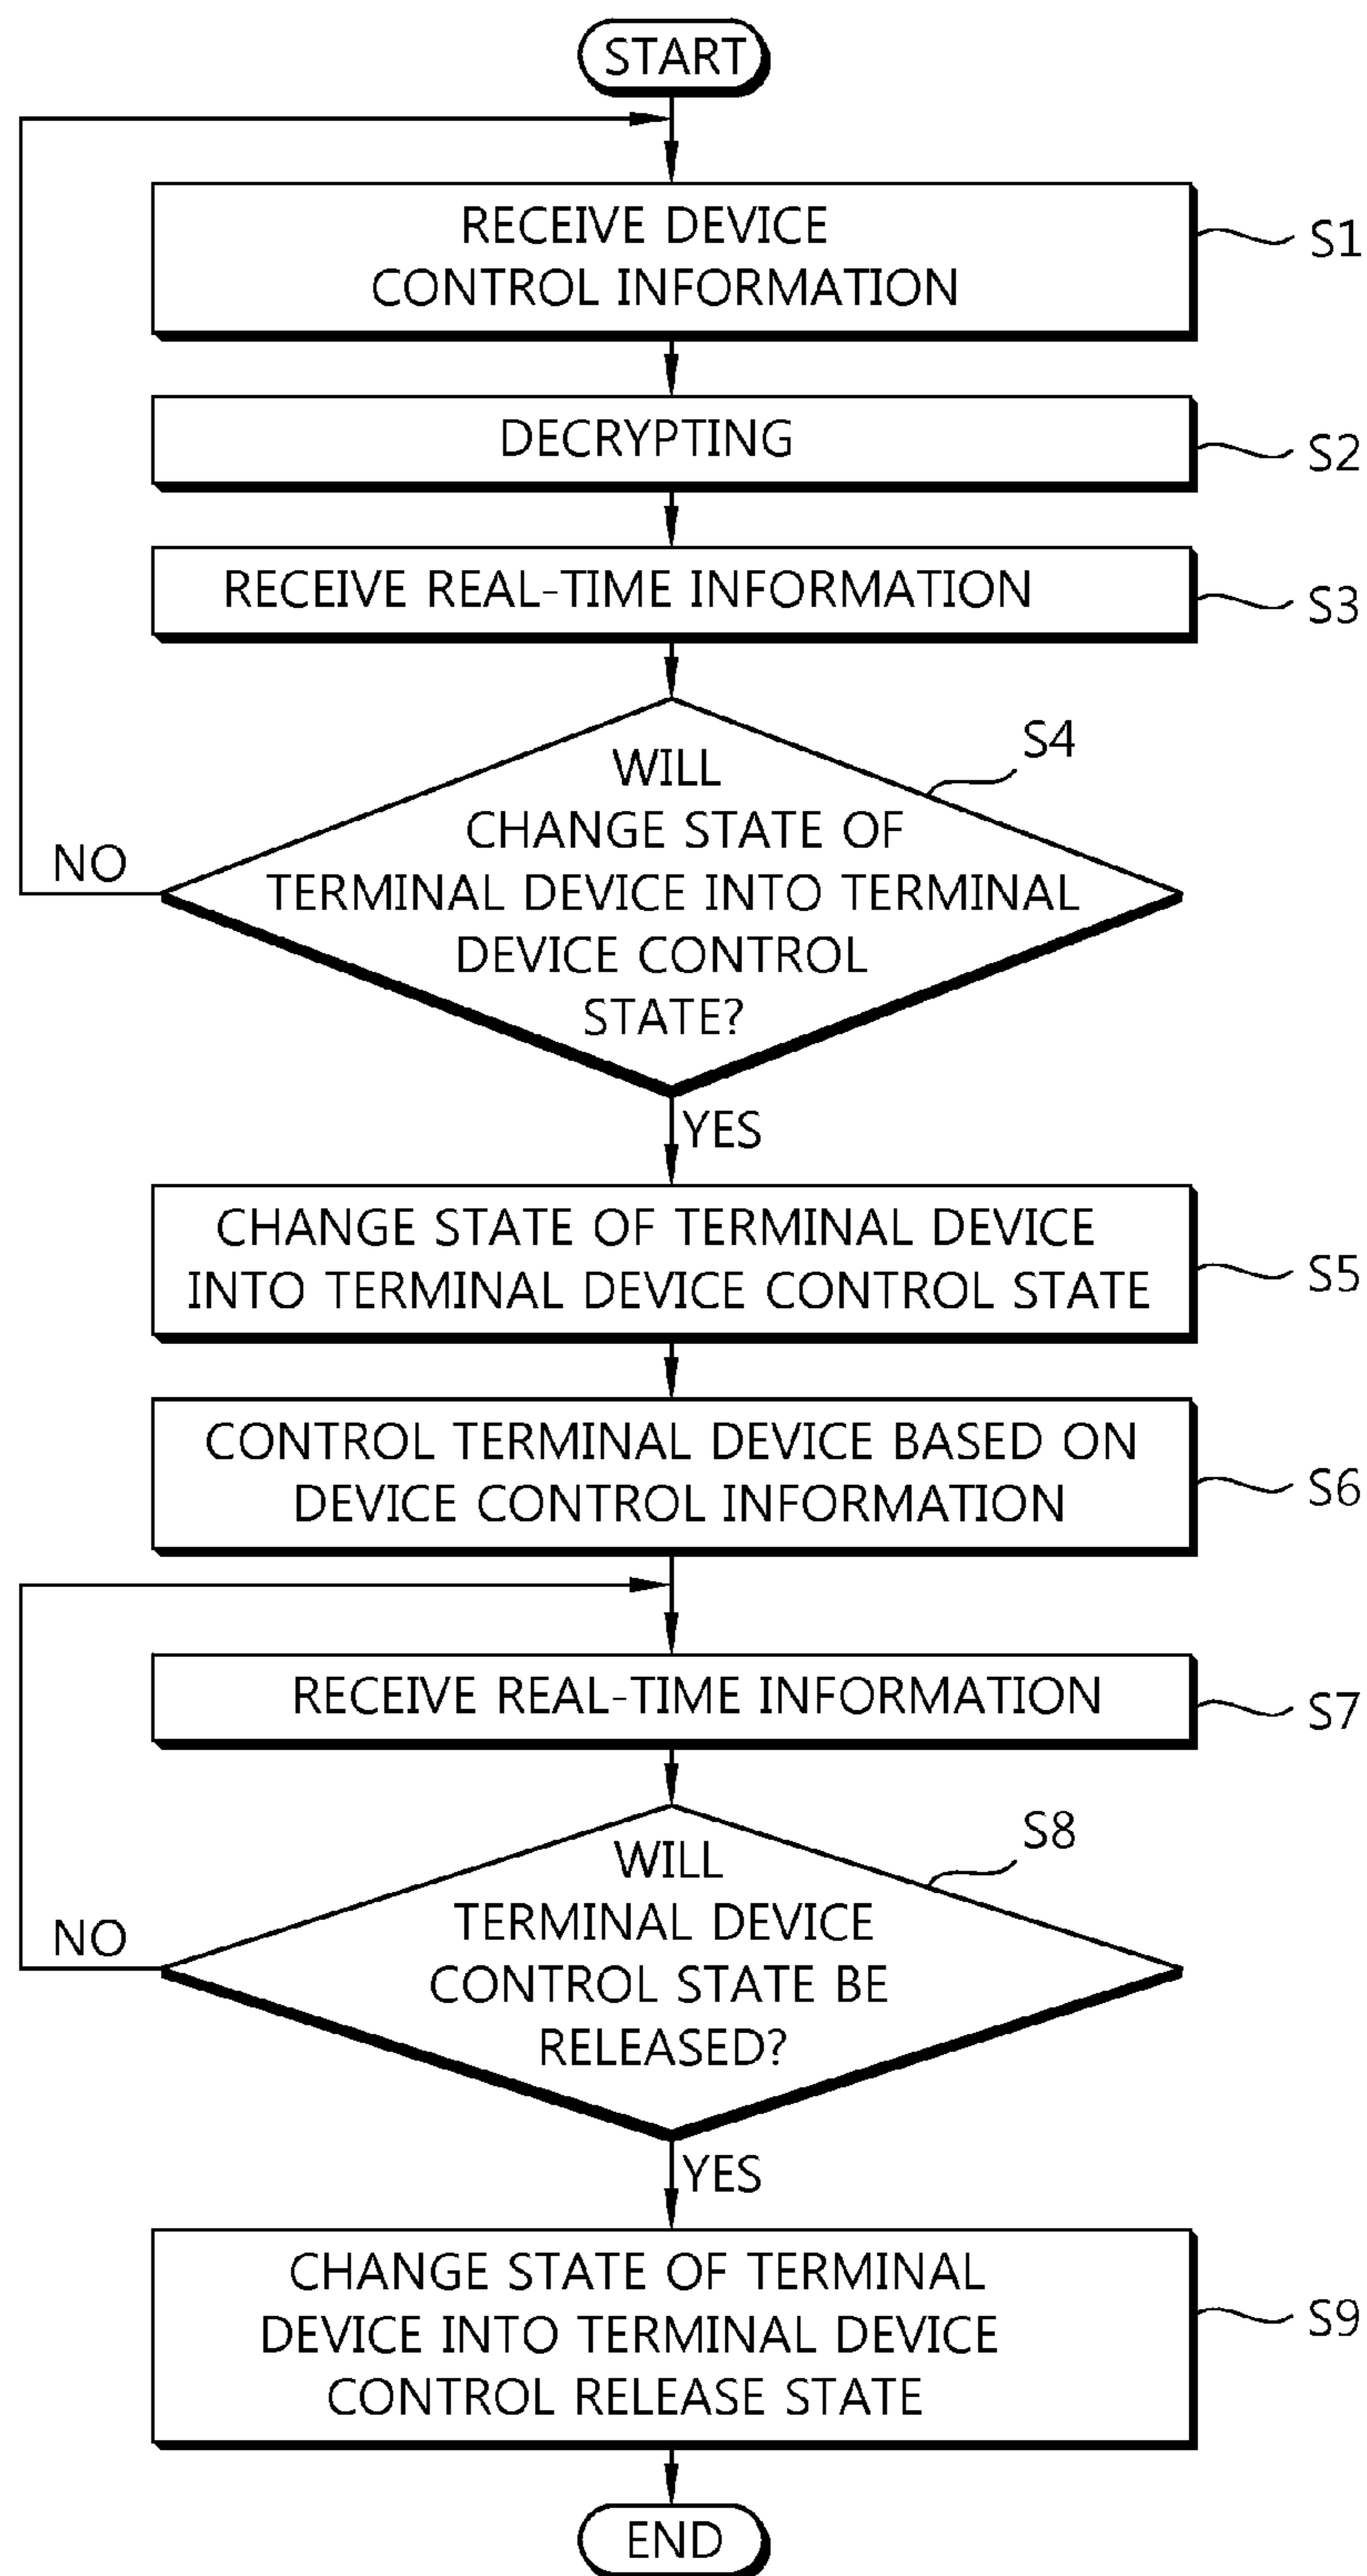 START
RECEIVE DEVICE
CONTROL INFORMATION
S1
DECRYPTING
S2
RECEIVE REAL-TIME INFORMATION
S3
S4
WILL
CHANGE STATE OF
TERMINAL DEVICE INTO TERMINAL
DEVICE CONTROL
STATE?
NO
YES
CHANGE STATE OF TERMINAL DEVICE
INTO TERMINAL DEVICE CONTROL STATE
S5
CONTROL TERMINAL DEVICE BASED ON
DEVICE CONTROL INFORMATION
S6
RECEIVE REAL-TIME INFORMATION
S7
S8
WILL
TERMINAL DEVICE
CONTROL STATE BE
RELEASED?
NO
YES
CHANGE STATE OF TERMINAL
DEVICE INTO TERMINAL DEVICE
CONTROL RELEASE STATE
S9
END